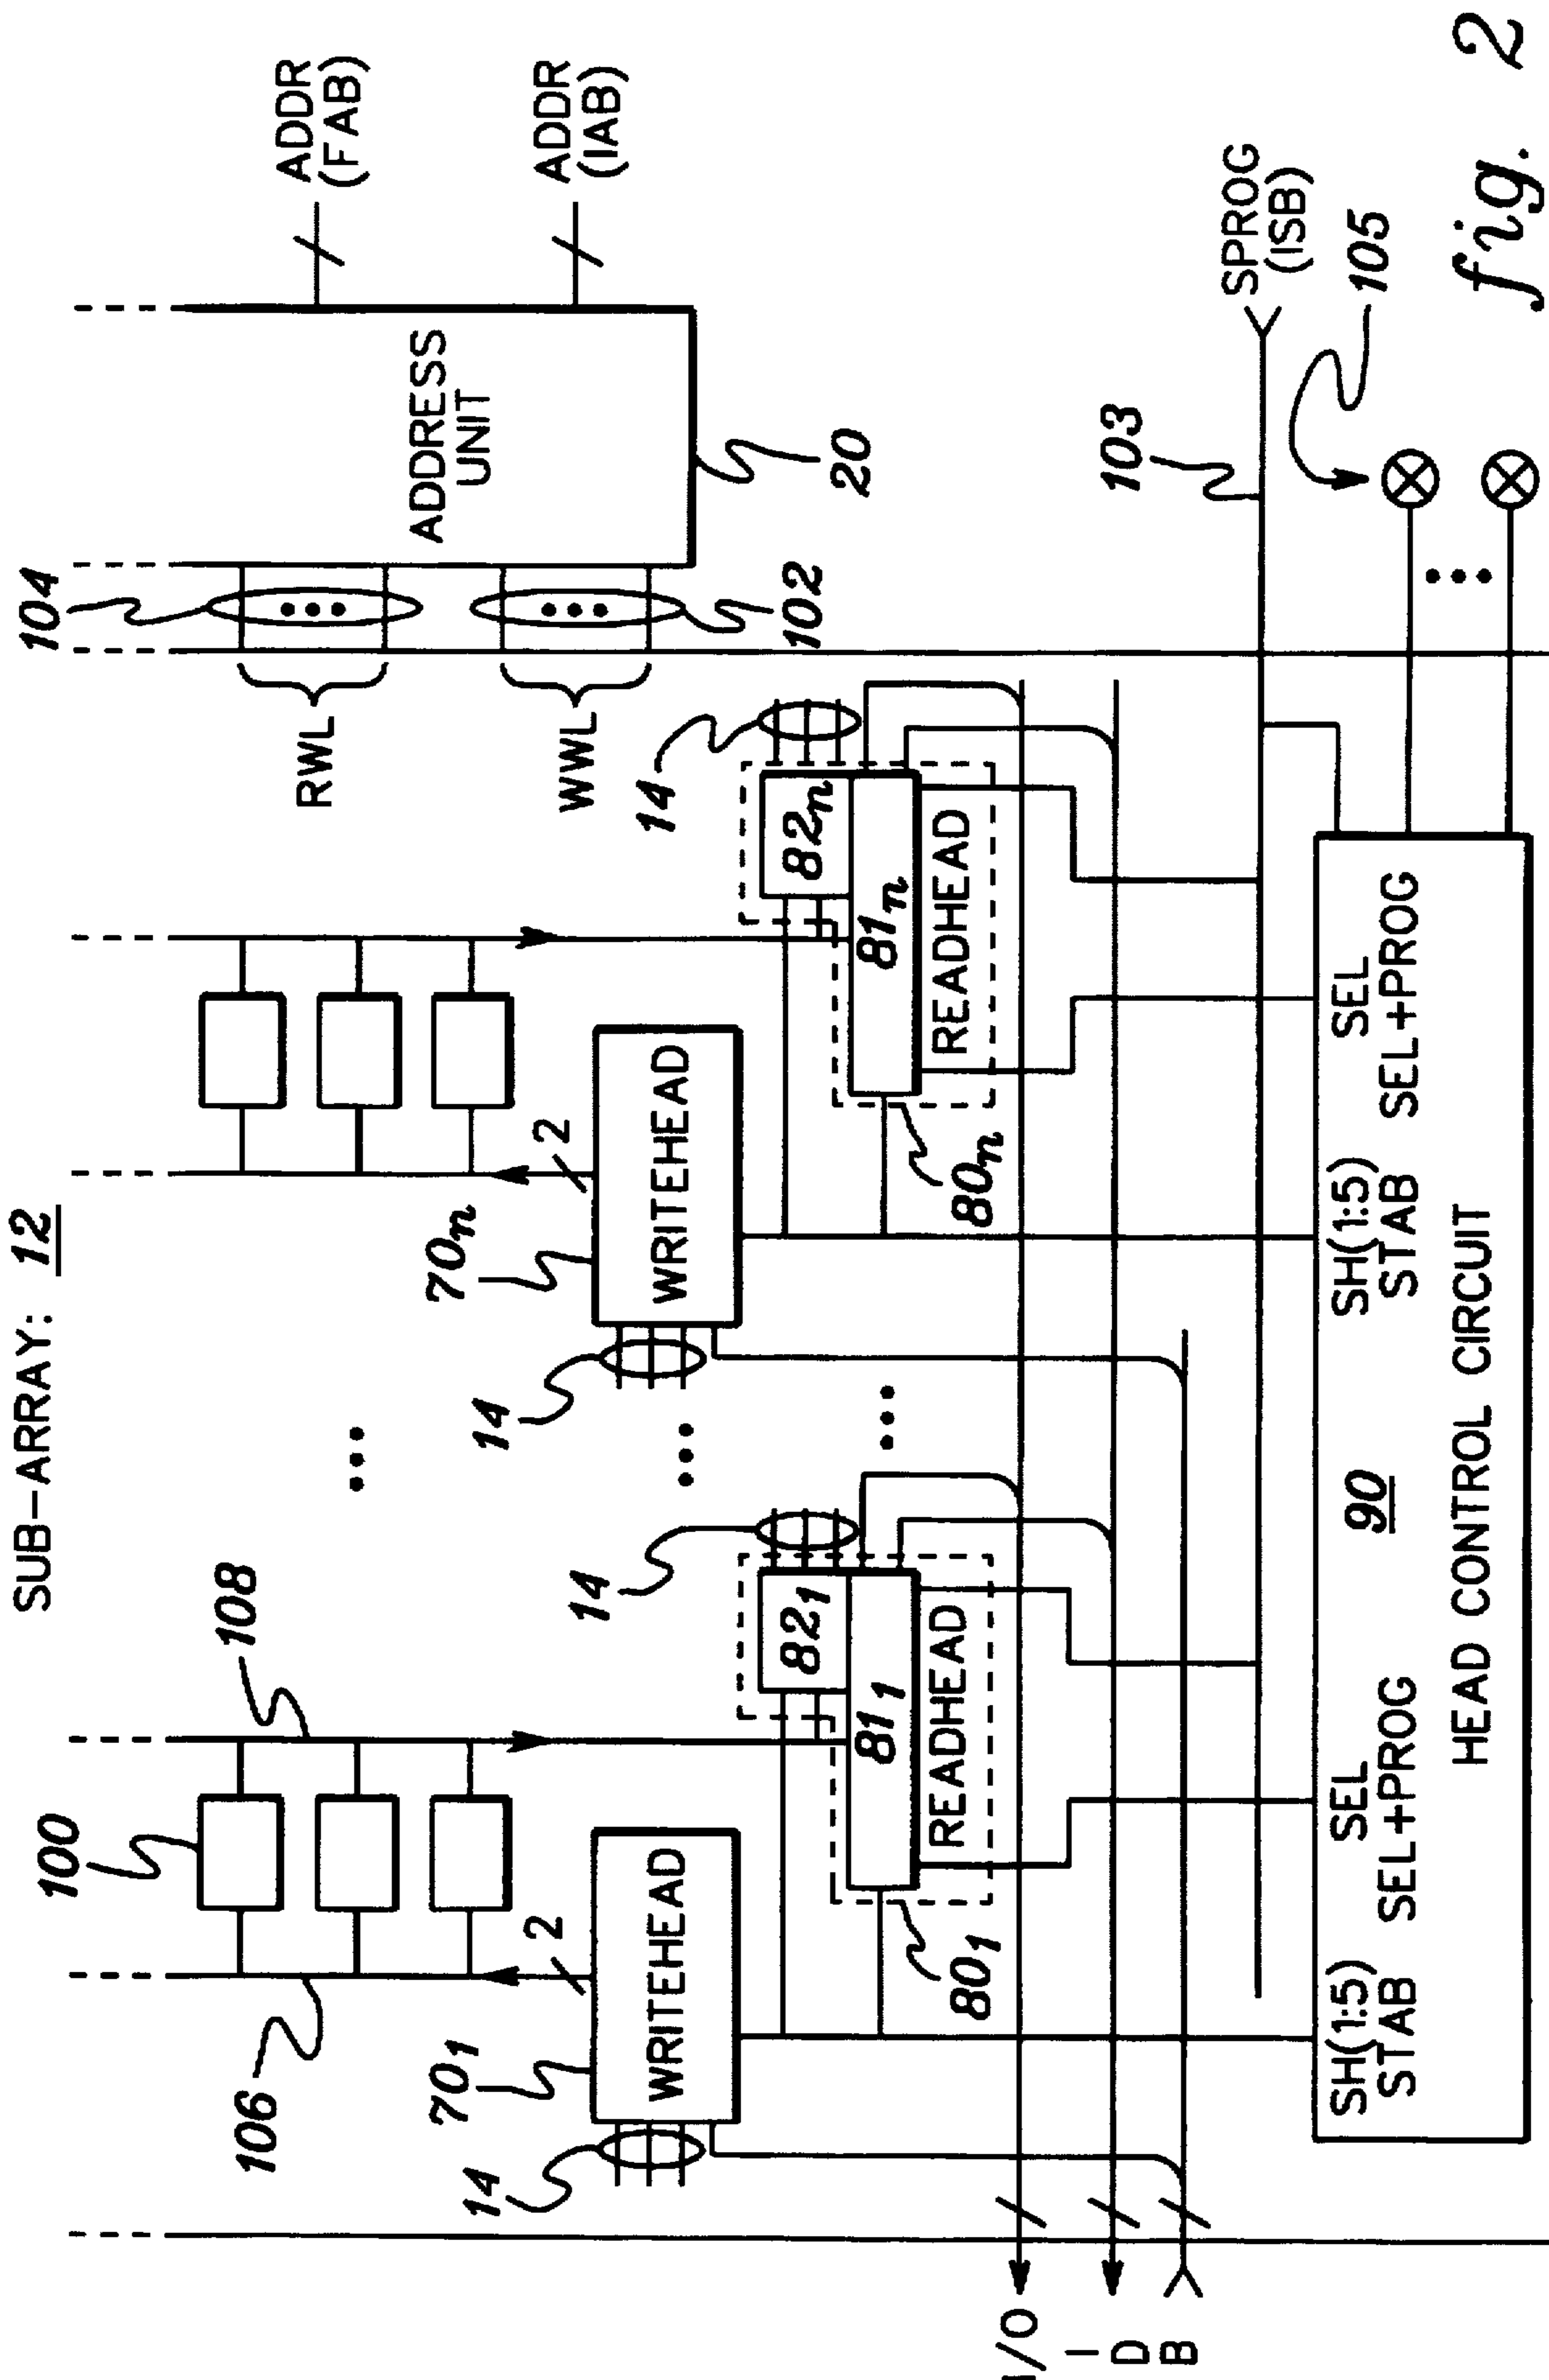 SUB-ARRAY: 12
104
ADDR
(FAB)
RWL
ADDRESS
UNIT
ADDR
(IAB)
WWL
102
20
100
108
106
2
2
70₁
70ₙ
14
WRITEHEAD
14
WRITEHEAD
14
14
82₁
81₁
READHEAD
80₁
82ₙ
81ₙ
READHEAD
80ₙ
I/O
I
D
B
103
SPROG
(ISB)
105
SH(1:5)
STAB
SEL
SEL+PROG
90
SH(1:5)
STAB
SEL
SEL+PROG
HEAD CONTROL CIRCUIT
fig. 2